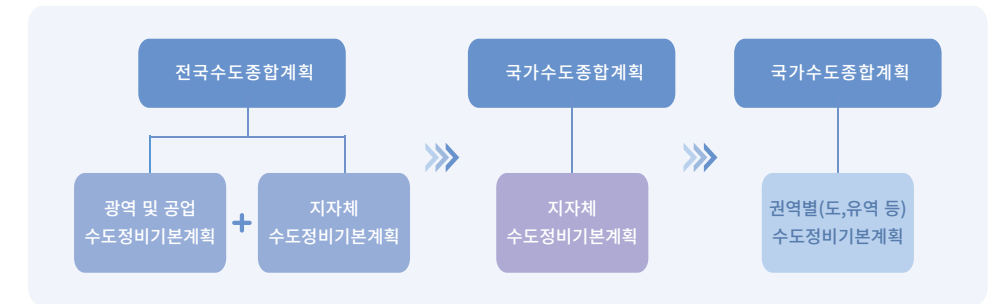 전국수도종합계획
국가수도종합계획
국가수도종합계획
광역 및 공업
수도정비기본계획
+
지자체
수도정비기본계획
지자체
수도정비기본계획
권역별(도,유역 등)
수도정비기본계획